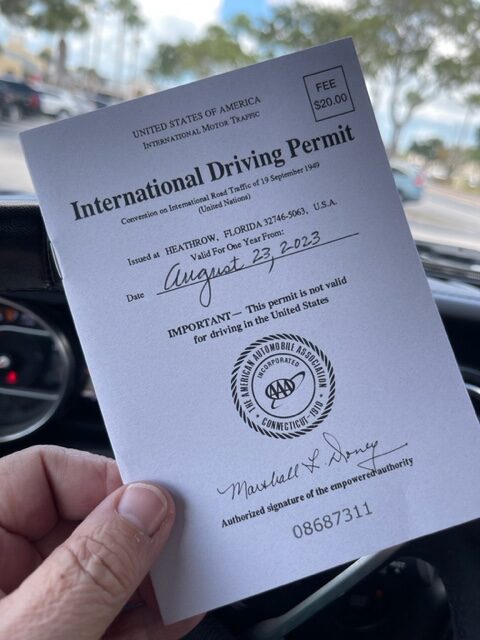 UNITED STATES OF AMERICA
INTERNATIONAL MOTOR TRAFFIC
FEE
$20.00
International Driving Permit
Convention on International Road Traffic of 19 September 1949
(United Nations)
Issued at HEATHROW, FLORIDA 32746-5063, U.S.A.
Valid For One Year From:
Date August 23, 2023
IMPORTANT— This permit is not valid
for driving in the United States
THE AMERICAN AUTOMOBILE ASSOCIATION
INCORPORATED
AAA
• CONNECTICUT-1910 •
Marshall L. Doney
Authorized signature of the empowered authority
08687311